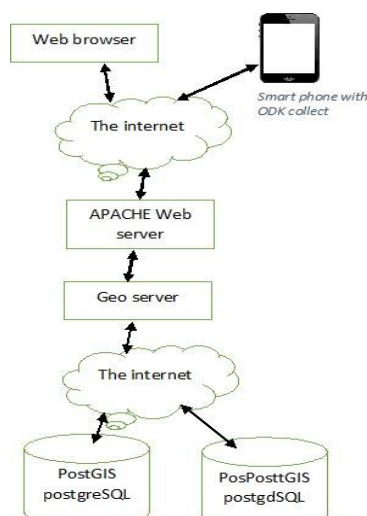 Web browser
Smart phone with
ODK collect
The internet
APACHE Web
server
Geo server
The internet
PostGIS
postgreSQL
PosPosttGIS
postgdSQL